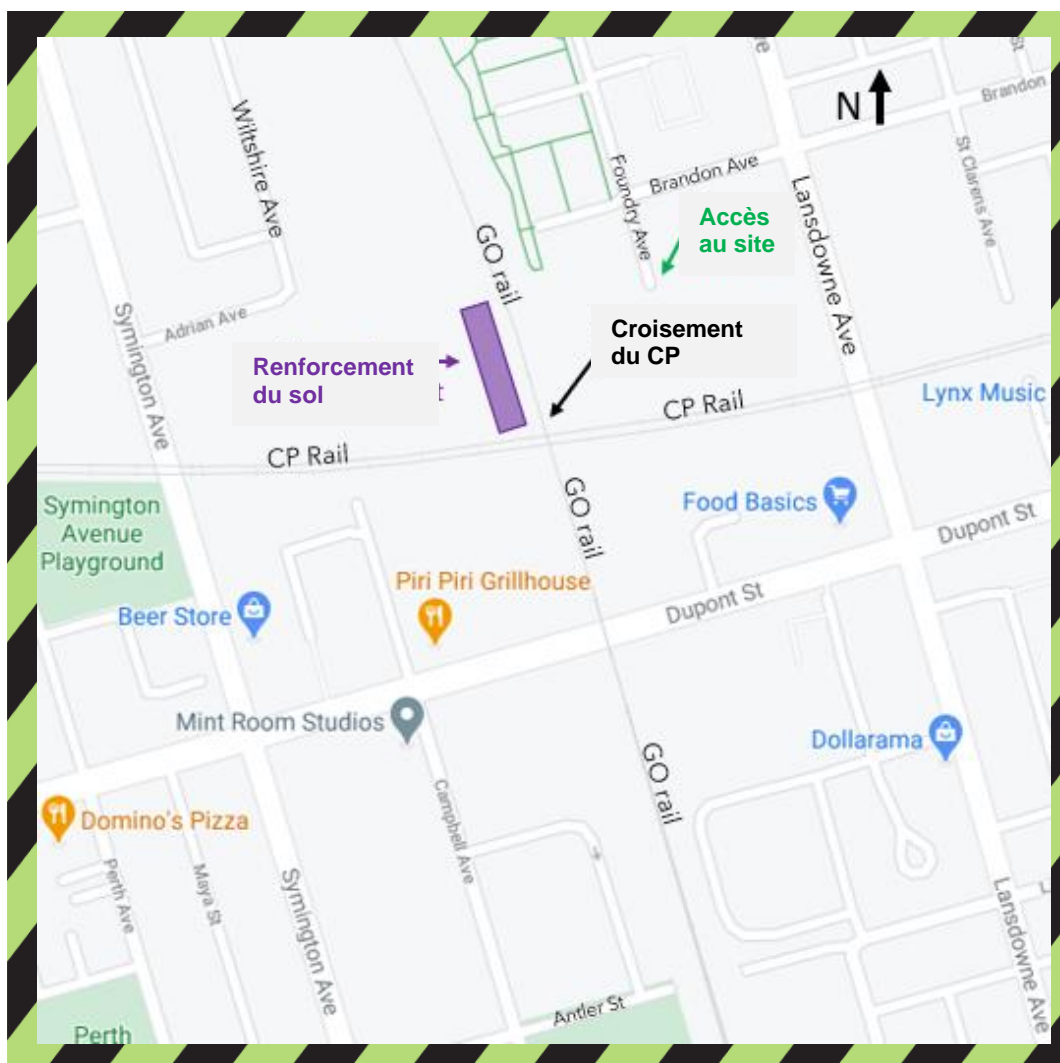 Ave
St
N
Brandon
Wiltshire Ave
Foundry Ave
Brandon Ave
St Clarens Ave
Lansdowne Ave
Accès
au site
GO rail
Symington Ave
Adrian Ave
Croisement
du CP
Renforcement
du sol
t
CP Rail
Lynx Music
CP Rail
Symington
Avenue
Playground
GO rail
Food Basics
Dupont St
Piri Piri Grillhouse
Beer Store
Dupont St
Mint Room Studios
Dollarama
GO rail
Domino's Pizza
Campbell Ave
Perth Ave
Maya St
Symington Ave
L
Lansdowne Ave
Antler St
Perth